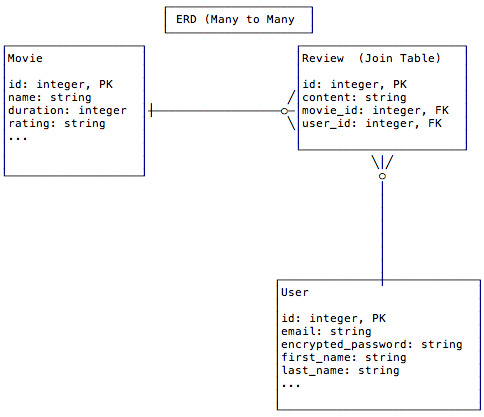 ERD (Many to Many
Movie
id: integer, PK
name: string
duration: integer
rating: string
...
Review (Join Table)
id: integer, PK
content: string
movie_id: integer, FK
user_id: integer, FK
User
id: integer, PK
email: string
encrypted_password: string
first_name: string
last_name: string
...